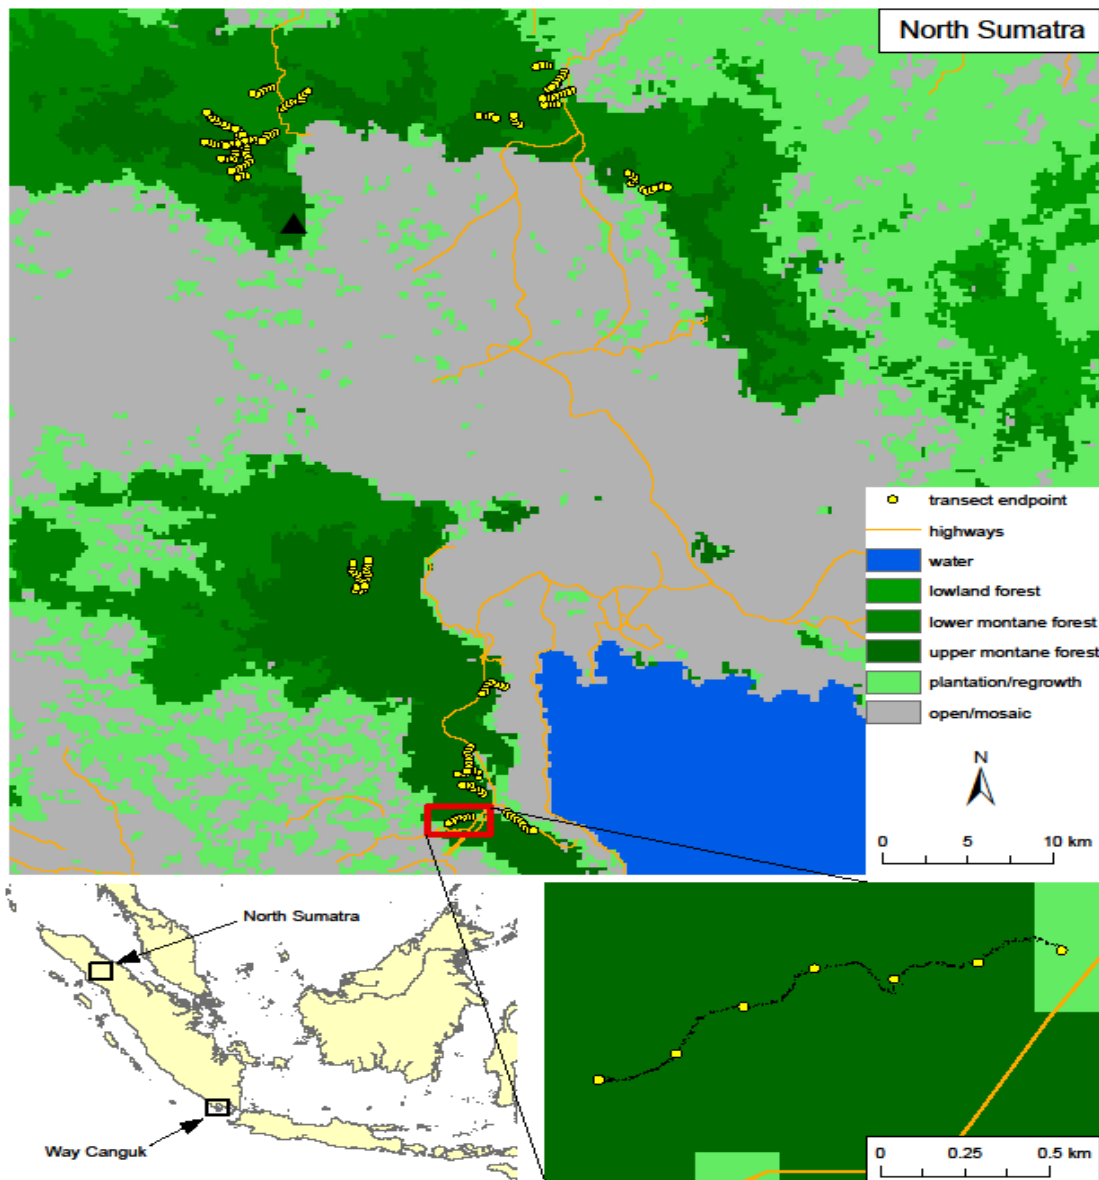 North Sumatra
transect endpoint
highways
water
lowland forest
lower montane forest
upper montane forest
plantation/regrowth
open/mosaic
N
0 5 10 km
North Sumatra
Way Canguk
0 0.25 0.5 km